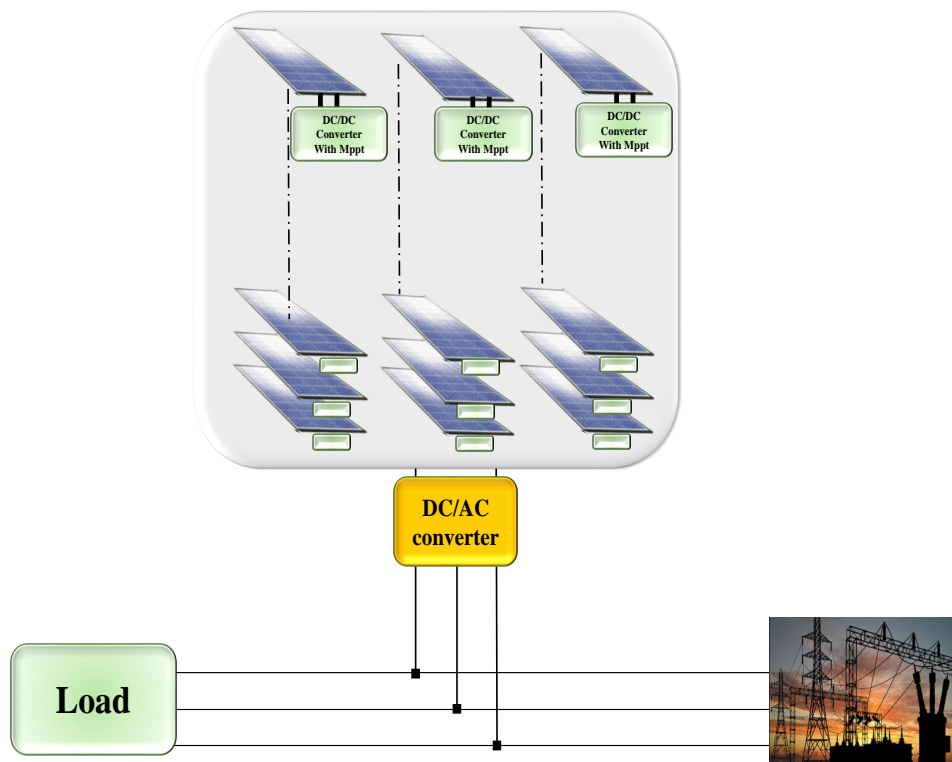 DC/DC
Converter
With Mppt
DC/DC
Converter
With Mppt
DC/DC
Converter
With Mppt
DC/AC
converter
Load